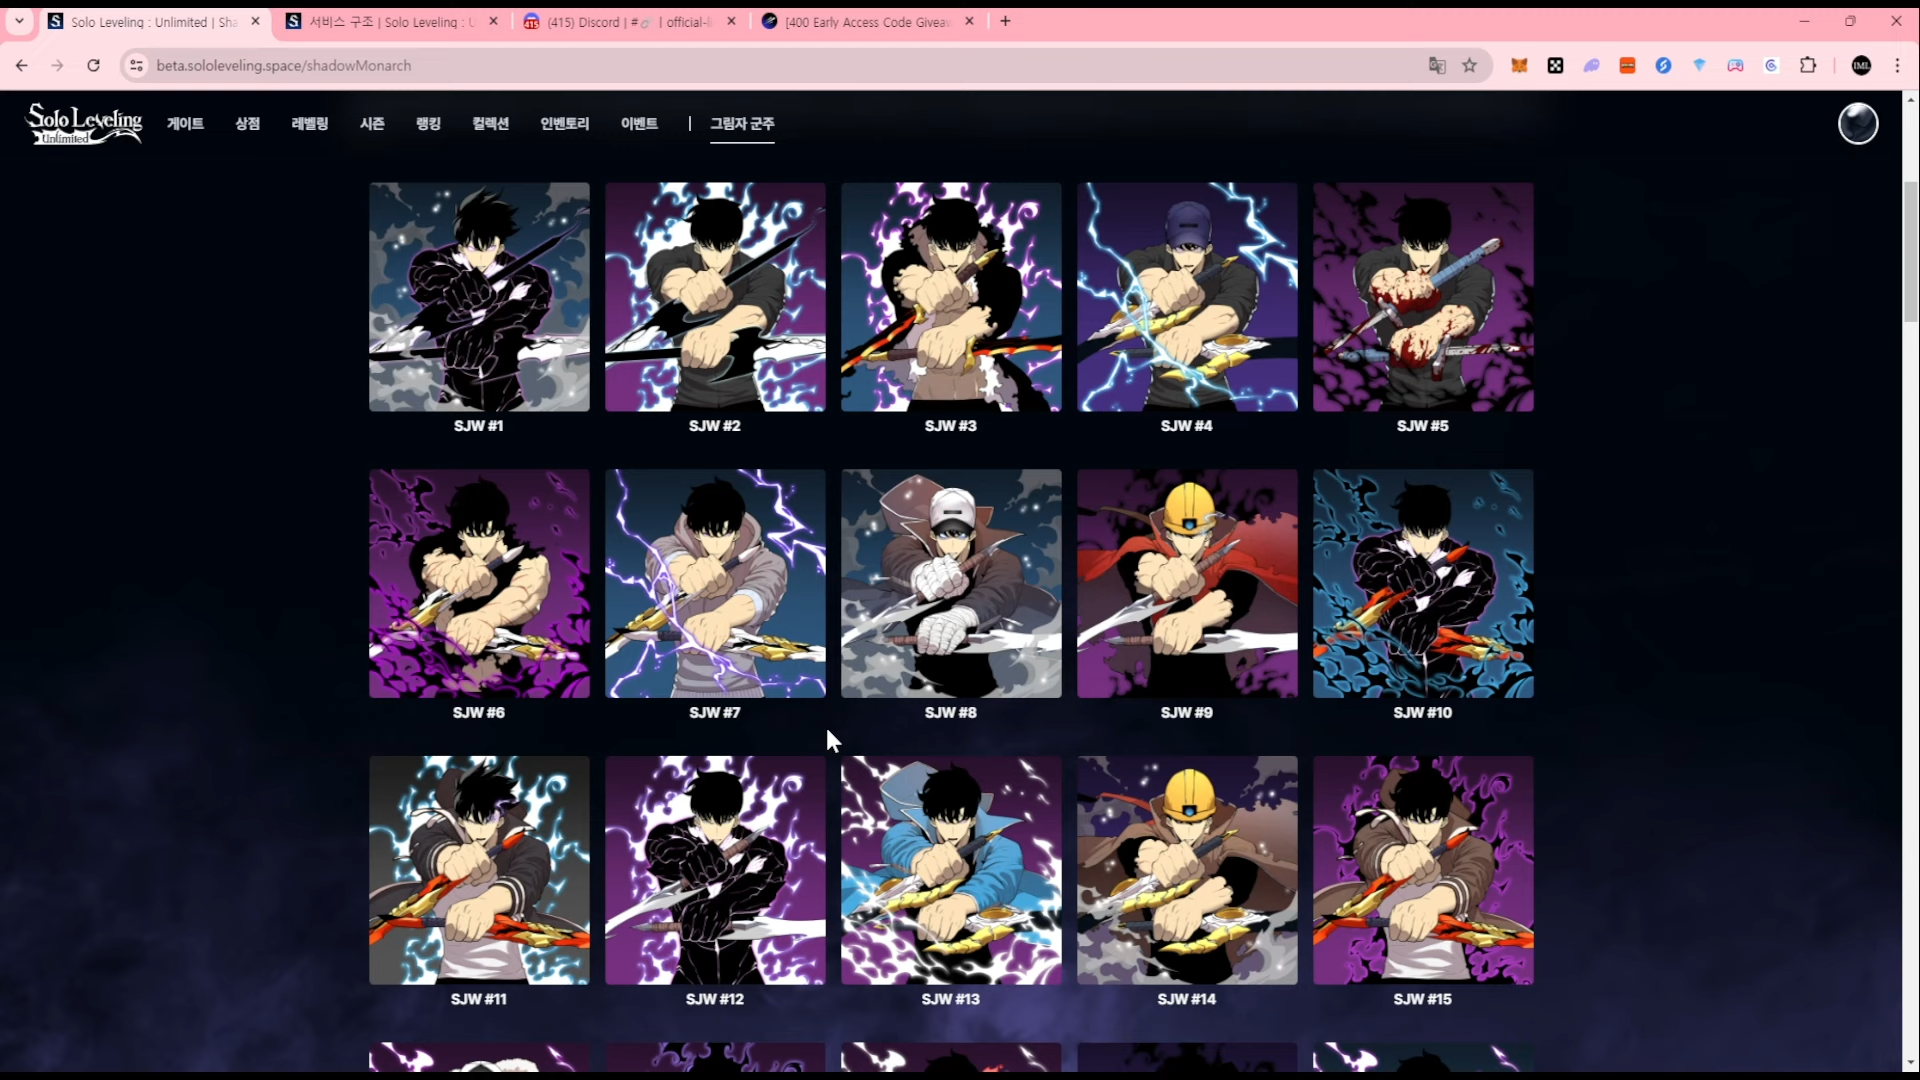 Solo Leveling : Unlimited | Sha
서비스 구조 | Solo Leveling : U
(415) Discord | #🔗 | official-li
[400 Early Access Code Giveaw
beta.sololeveling.space/shadowMonarch
IML
Solo Leveling
Unlimited
게이트
상점
레벨링
시즌
랭킹
컬렉션
인벤토리
이벤트
|
그림자 군주
SJW #1
SJW #2
SJW #3
SJW #4
SJW #5
SJW #6
SJW #7
SJW #8
SJW #9
SJW #10
SJW #11
SJW #12
SJW #13
SJW #14
SJW #15